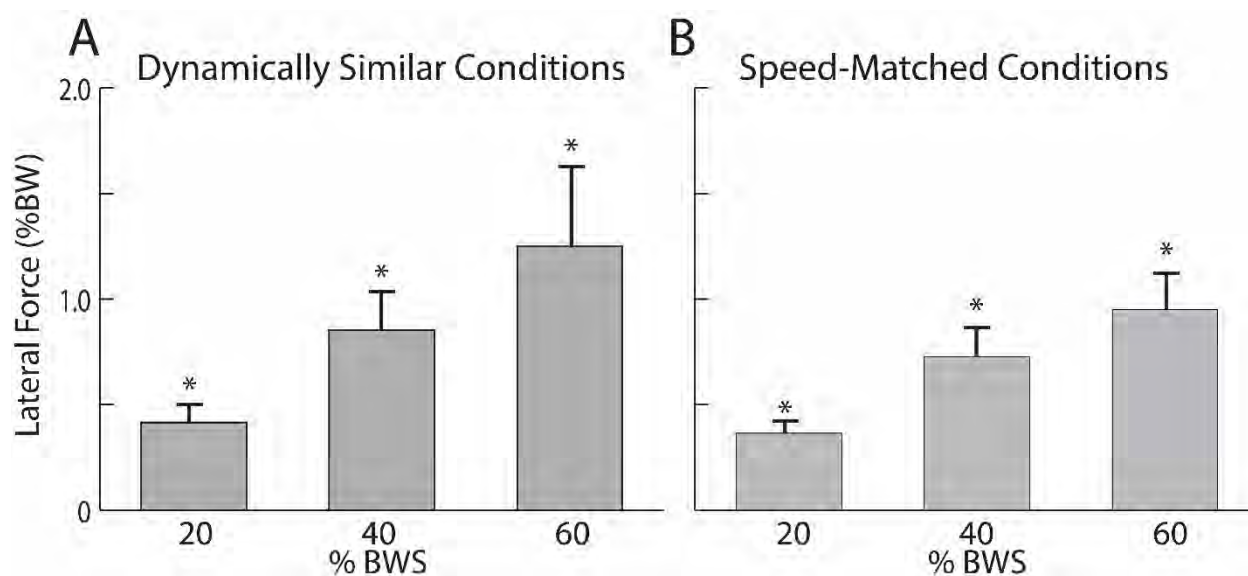 A
Dynamically Similar Conditions
Lateral Force (%BW)
2.0
1.0
0
*
*
*
20 40 60
% BWS
B
Speed-Matched Conditions
*
*
*
20 40 60
% BWS